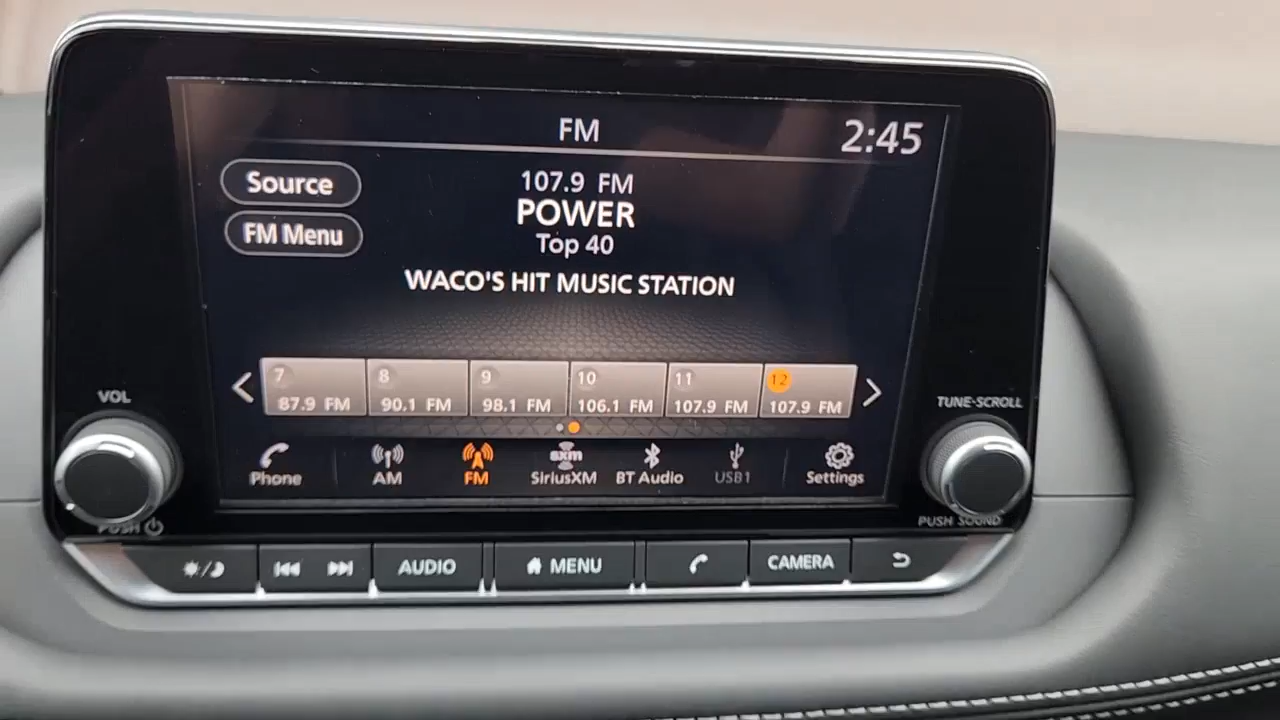 FM
2:45
Source
107.9 FM
POWER
FM Menu
Top 40
WACO'S HIT MUSIC STATION
7
8
9
10
11
12
87.9 FM
90.1 FM
98.1 FM
106.1 FM
107.9 FM
107.9 FM
VOL
TUNE·SCROLL
Phone
AM
FM
sxm
SiriusXM
BT Audio
USB1
Settings
PUSH
PUSH SOUND
AUDIO
MENU
CAMERA